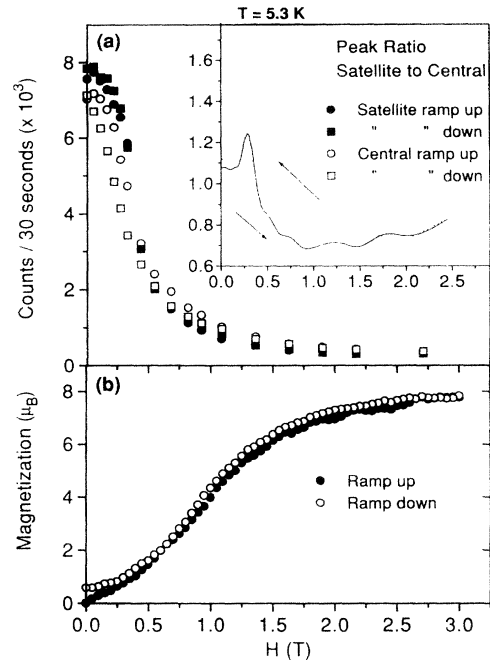 T = 5.3 K
(a)
Counts / 30 seconds (x 10³)
8
6
4
2
0
Peak Ratio
Satellite to Central
Satellite ramp up
" " down
Central ramp up
" " down
1.6
1.4
1.2
1.0
0.8
0.6
0.0 0.5 1.0 1.5 2.0 2.5
(b)
Magnetization (μ_B)
8
6
4
2
0
Ramp up
Ramp down
0.0 0.5 1.0 1.5 2.0 2.5 3.0
H (T)